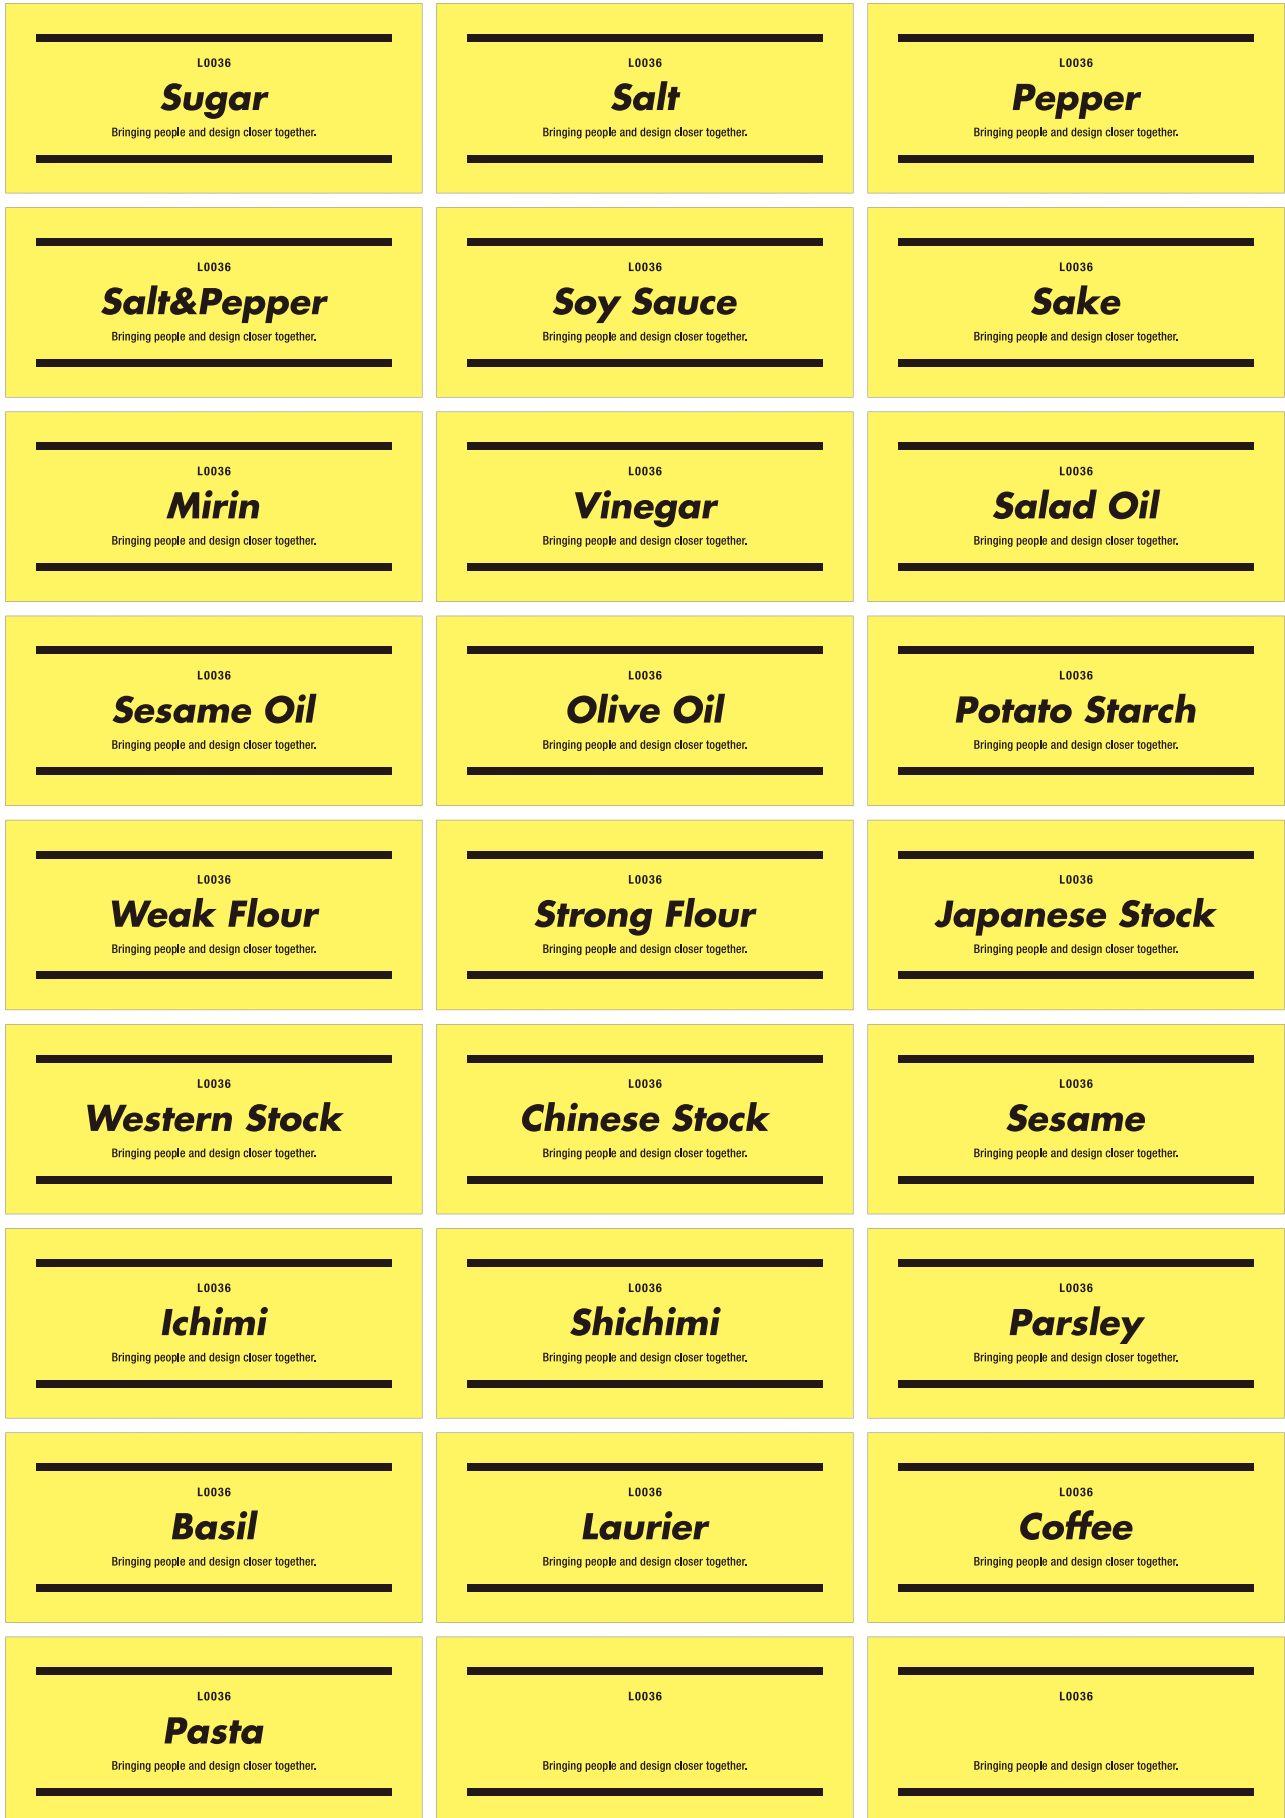 L0036
Sugar
Bringing people and design closer together.
L0036
Salt
Bringing people and design closer together.
L0036
Pepper
Bringing people and design closer together.
L0036
Salt&Pepper
Bringing people and design closer together.
L0036
Soy Sauce
Bringing people and design closer together.
L0036
Sake
Bringing people and design closer together.
L0036
Mirin
Bringing people and design closer together.
L0036
Vinegar
Bringing people and design closer together.
L0036
Salad Oil
Bringing people and design closer together.
L0036
Sesame Oil
Bringing people and design closer together.
L0036
Olive Oil
Bringing people and design closer together.
L0036
Potato Starch
Bringing people and design closer together.
L0036
Weak Flour
Bringing people and design closer together.
L0036
Strong Flour
Bringing people and design closer together.
L0036
Japanese Stock
Bringing people and design closer together.
L0036
Western Stock
Bringing people and design closer together.
L0036
Chinese Stock
Bringing people and design closer together.
L0036
Sesame
Bringing people and design closer together.
L0036
Ichimi
Bringing people and design closer together.
L0036
Shichimi
Bringing people and design closer together.
L0036
Parsley
Bringing people and design closer together.
L0036
Basil
Bringing people and design closer together.
L0036
Laurier
Bringing people and design closer together.
L0036
Coffee
Bringing people and design closer together.
L0036
Pasta
Bringing people and design closer together.
L0036
Bringing people and design closer together.
L0036
Bringing people and design closer together.